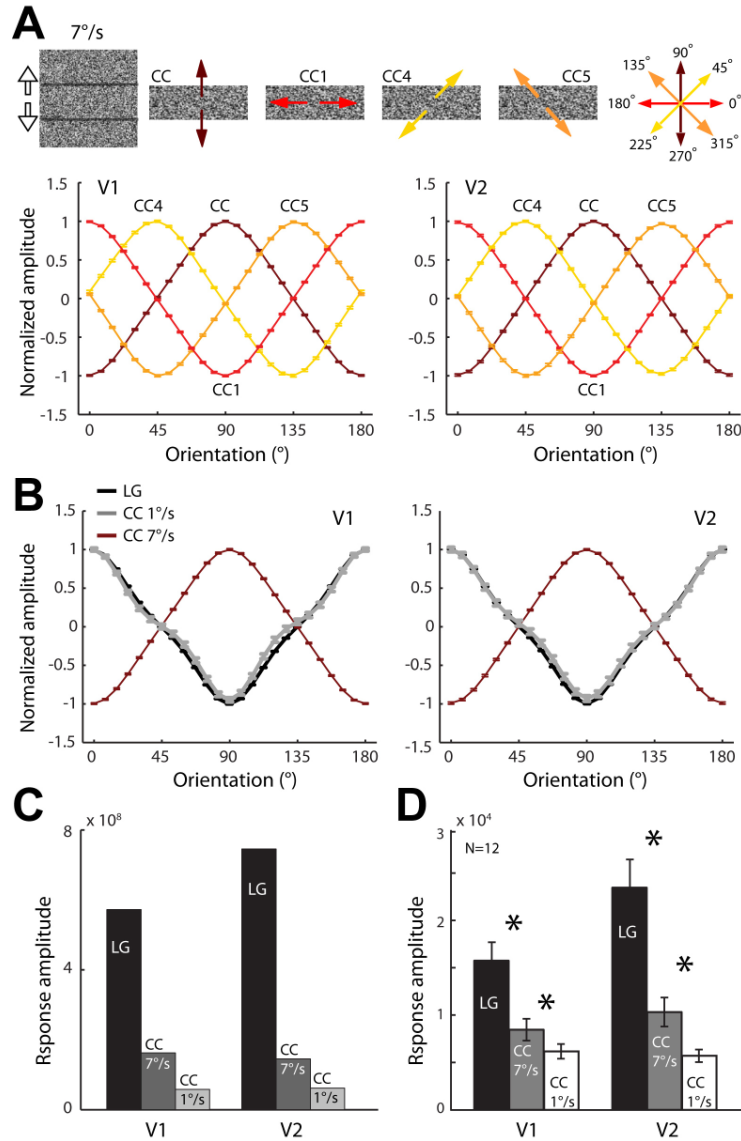 A
7°/s
CC
CC1
CC4
CC5
90°
135°
45°
180°
0°
225°
315°
270°
V1
CC4
CC
CC5
CC1
1.5
1
0.5
0
-0.5
-1
-1.5
Normalized amplitude
0 45 90 135 180
Orientation (°)
V2
CC4
CC
CC5
CC1
1.5
1
0.5
0
-0.5
-1
-1.5
0 45 90 135 180
Orientation (°)
B
LG
CC 1°/s
CC 7°/s
V1
1.5
1
0.5
0
-0.5
-1
-1.5
Normalized amplitude
0 45 90 135 180
Orientation (°)
V2
1.5
1
0.5
0
-0.5
-1
-1.5
0 45 90 135 180
Orientation (°)
C
x 10⁸
8
4
0
Rsponse amplitude
LG
CC
7°/s
CC
1°/s
LG
CC
7°/s
CC
1°/s
V1 V2
D
x 10⁴
N=12
3
2
1
0
Rsponse amplitude
*
*
LG
CC
7°/s
CC
1°/s
*
*
LG
CC
7°/s
CC
1°/s
V1 V2